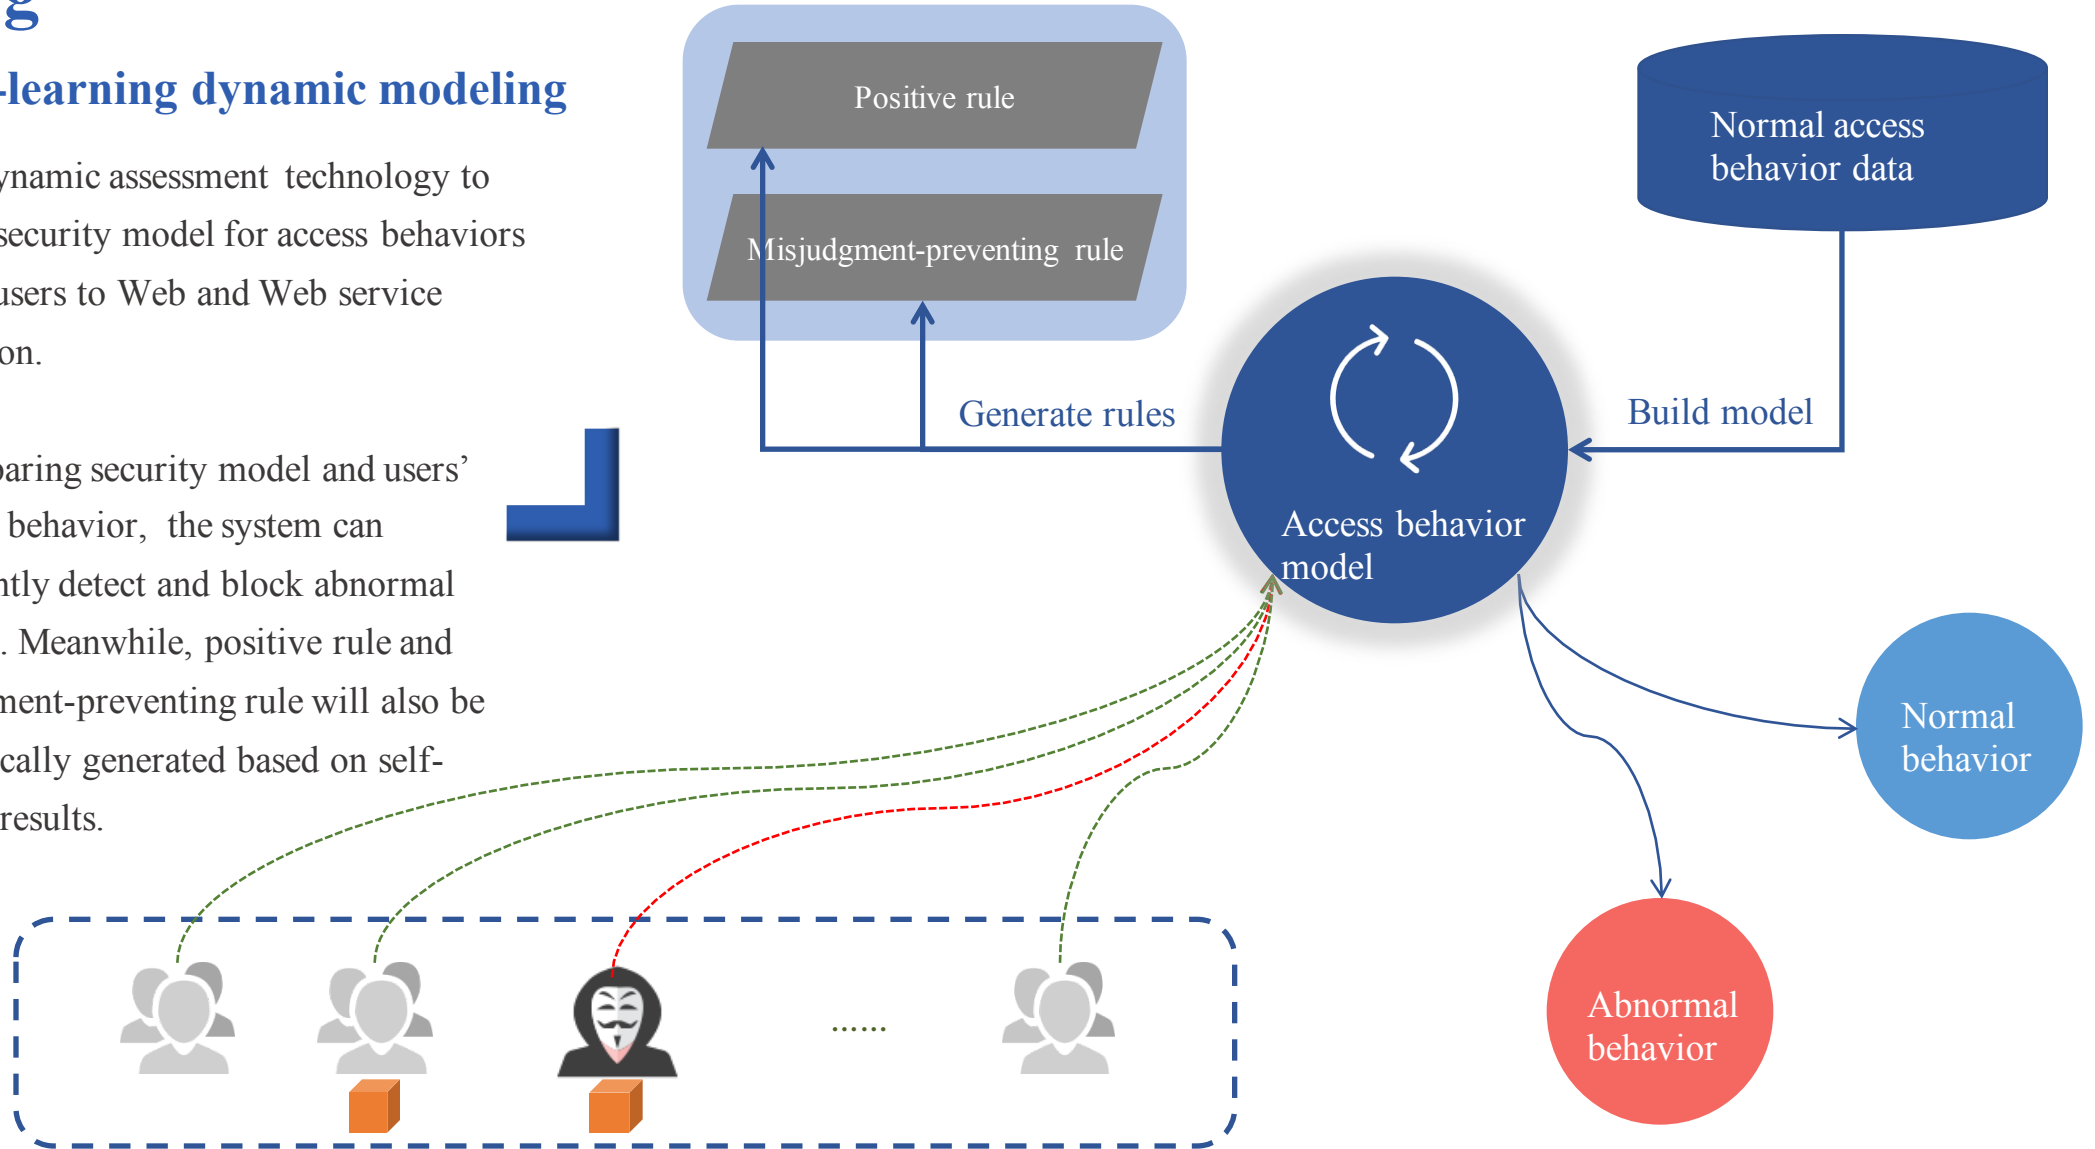 g
-learning dynamic modeling
ynamic assessment technology to
security model for access behaviors
users to Web and Web service
on.
paring security model and users’
behavior, the system can
ntly detect and block abnormal
. Meanwhile, positive rule and
ment-preventing rule will also be
cally generated based on self-
results.
Positive rule
Misjudgment-preventing rule
Normal access
behavior data
Generate rules
Build model
Access behavior
model
Normal
behavior
Abnormal
behavior
......